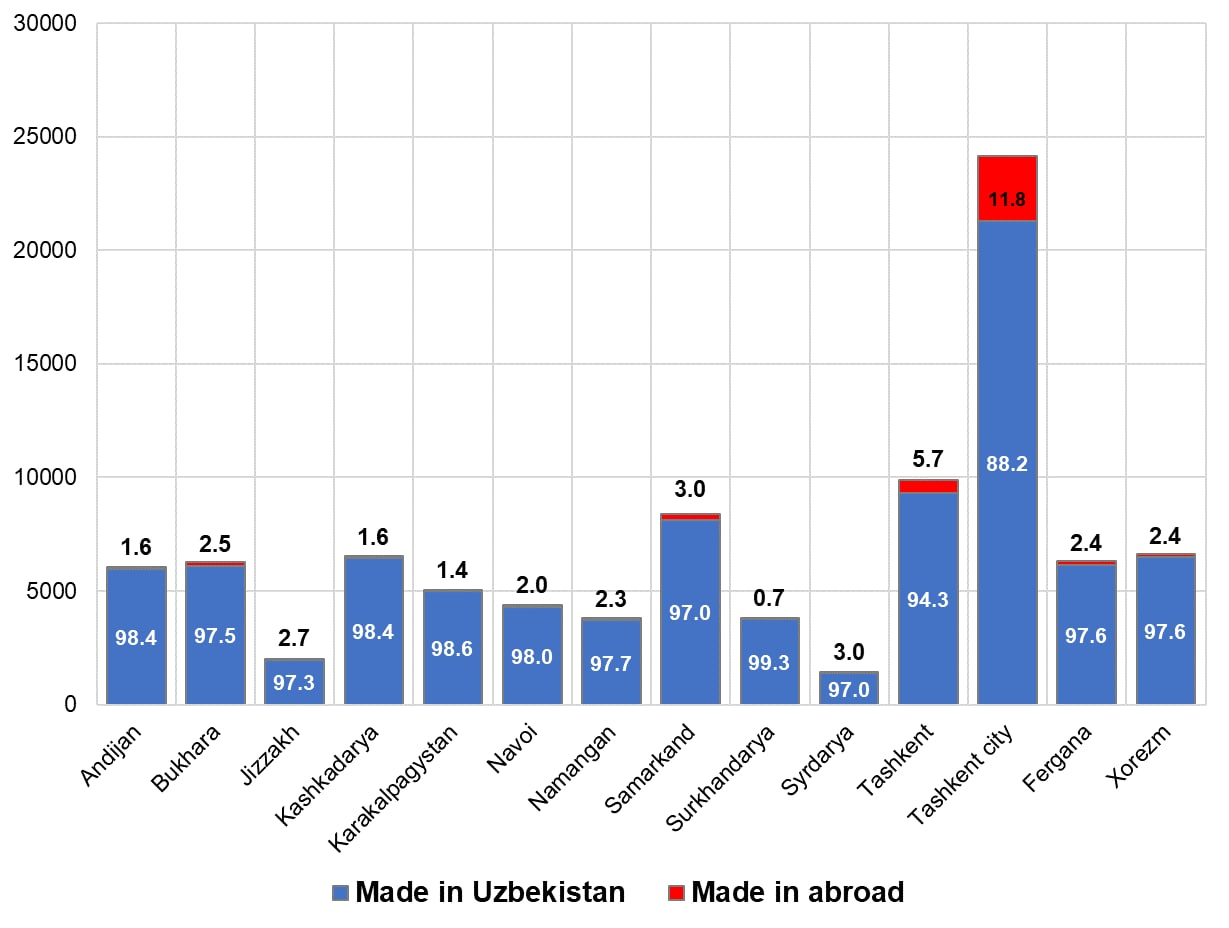 30000
25000
20000
15000
10000
5000
0
1.6
2.5
2.7
1.6
1.4
2.0
2.3
3.0
0.7
3.0
5.7
11.8
2.4
2.4
98.4
97.5
97.3
98.4
98.6
98.0
97.7
97.0
99.3
97.0
94.3
88.2
97.6
97.6
Andijan
Bukhara
Jizzakh
Kashkadarya
Karakalpagystan
Navoi
Namangan
Samarkand
Surkhandarya
Syrdarya
Tashkent
Tashkent city
Fergana
Xorezm
Made in Uzbekistan
Made in abroad